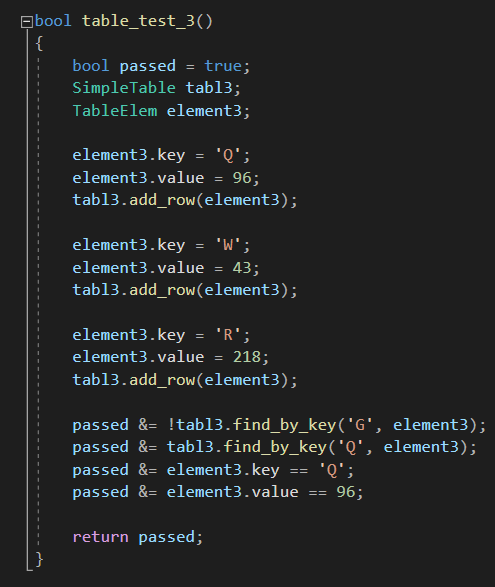 bool table_test_3()
{
    bool passed = true;
    SimpleTable tabl3;
    TableElem element3;

    element3.key = 'Q';
    element3.value = 96;
    tabl3.add_row(element3);

    element3.key = 'W';
    element3.value = 43;
    tabl3.add_row(element3);

    element3.key = 'R';
    element3.value = 218;
    tabl3.add_row(element3);

    passed &= !tabl3.find_by_key('G', element3);
    passed &= tabl3.find_by_key('Q', element3);
    passed &= element3.key == 'Q';
    passed &= element3.value == 96;

    return passed;
}